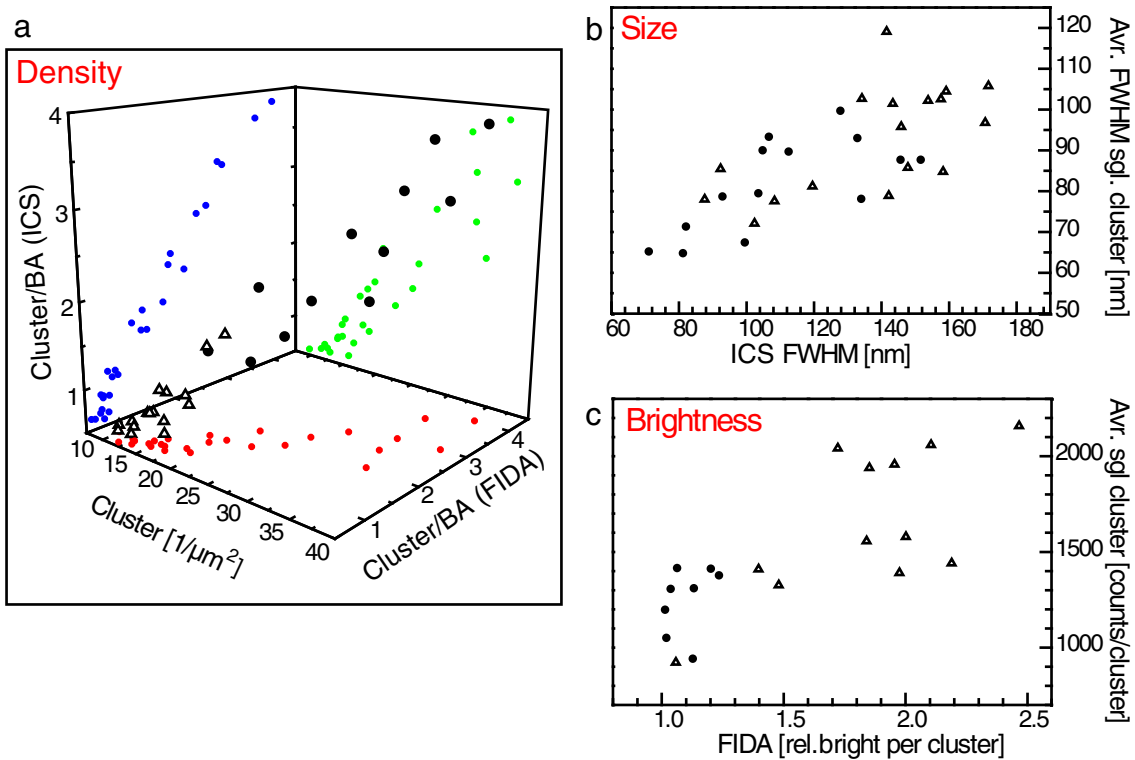 a
Density
4
3
2
1
Cluster/BA (ICS)
10
15
20
25
30
35
40
Cluster [1/µm²]
1
2
3
4
Cluster/BA (FIDA)
b
Size
120
110
100
90
80
70
60
50
Avr. FWHM sgl. cluster [nm]
60 80 100 120 140 160 180
ICS FWHM [nm]
c
Brightness
2000
1500
1000
Avr. sgl cluster [counts/cluster]
1.0 1.5 2.0 2.5
FIDA [rel.bright per cluster]